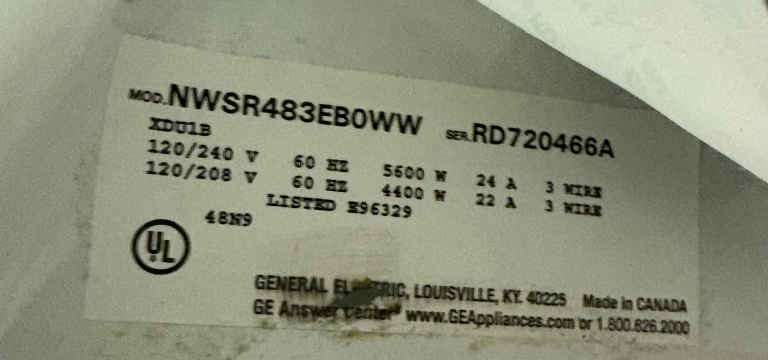 MOD. NWSR483EB0WW SER. RD720466A
XDU1B
120/240 V 60 HZ 5600 W 24 A 3 WIRE
120/208 V 60 HZ 4400 W 22 A 3 WIRE
LISTED E96329
48N9
UL
GENERAL ELECTRIC, LOUISVILLE, KY. 40225 Made in CANADA
GE Answer Center® www.GEAppliances.com or 1.800.626.2000